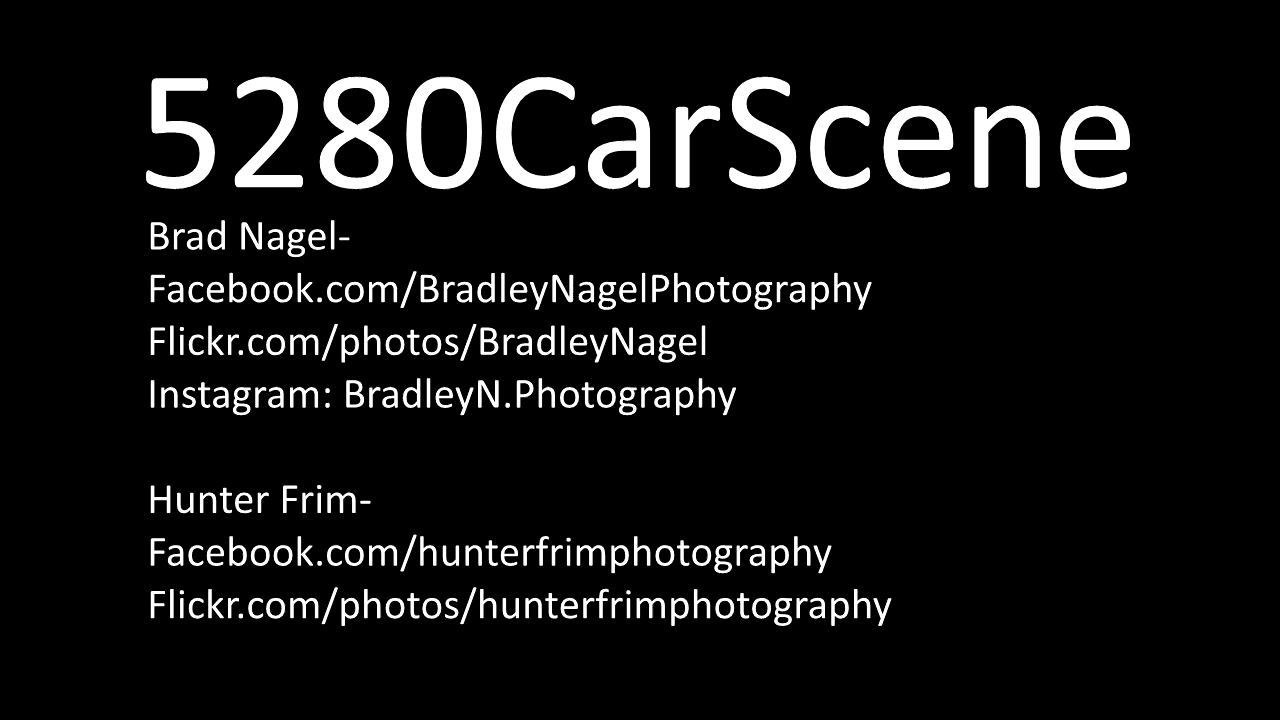 5280CarScene
Brad Nagel-
Facebook.com/BradleyNagelPhotography
Flickr.com/photos/BradleyNagel
Instagram: BradleyN.Photography
Hunter Frim-
Facebook.com/hunterfrimphotography
Flickr.com/photos/hunterfrimphotography